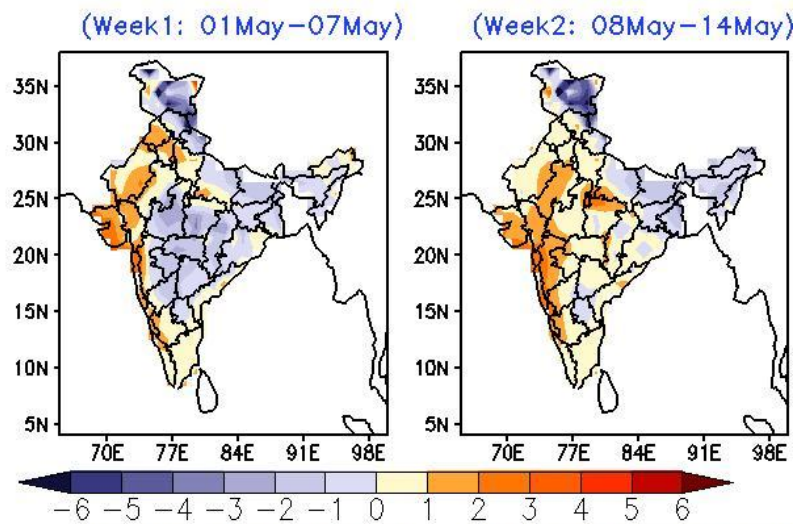 (Week1: 01May−07May) (Week2: 08May−14May)
35N 35N
30N 30N
25N 25N
20N 20N
15N 15N
10N 10N
5N 5N
70E 77E 84E 91E 98E 70E 77E 84E 91E 98E
−6 −5 −4 −3 −2 −1 0 1 2 3 4 5 6